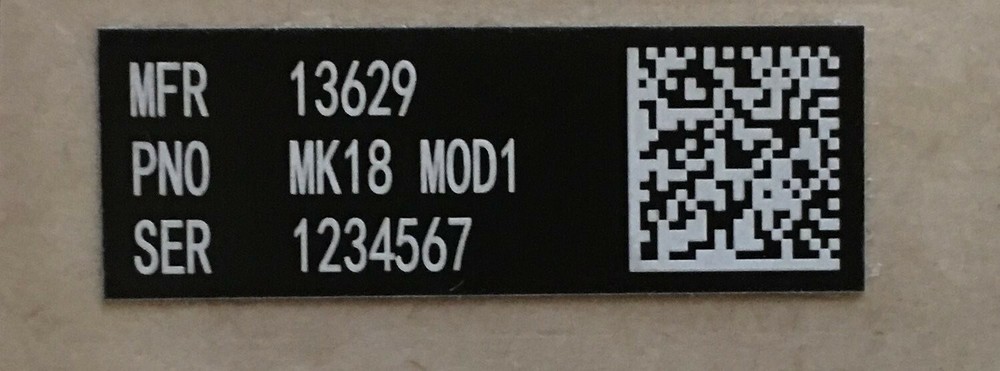 MFR 13629
PNO MK18 MOD1
SER 1234567